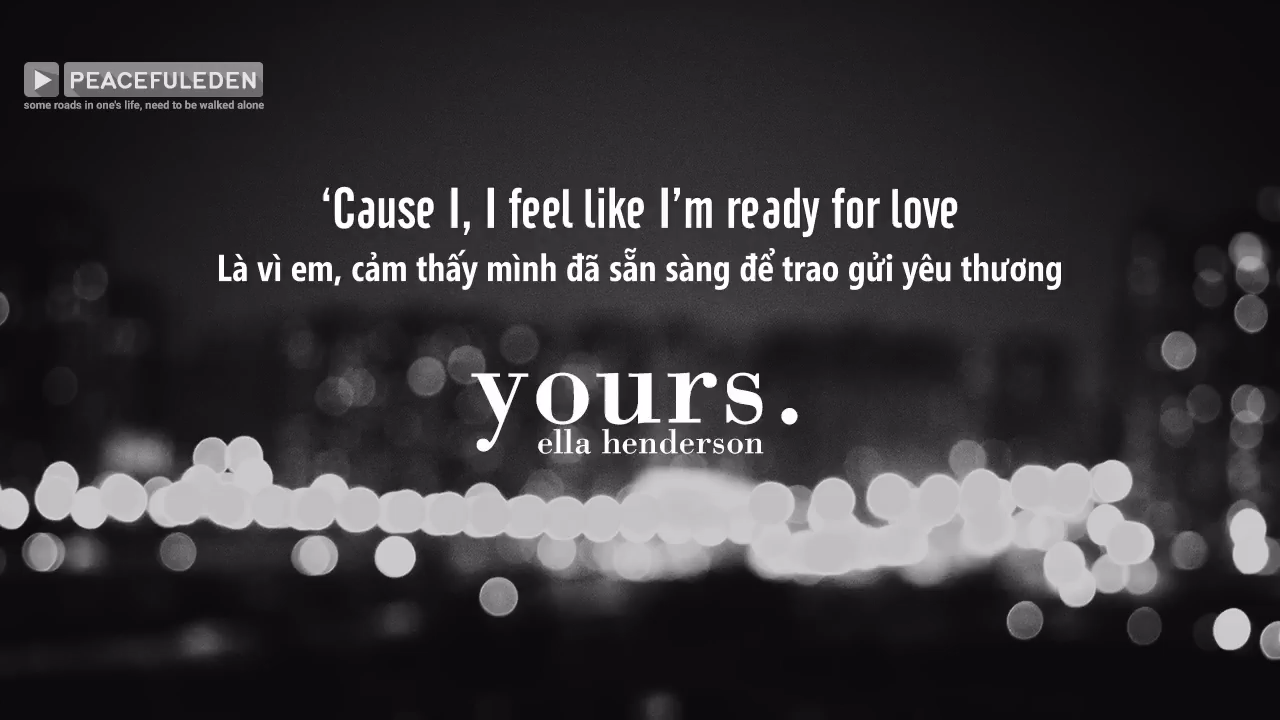 PEACEFULEDEN
some roads in one's life, need to be walked alone
‘Cause I, I feel like I’m ready for love
Là vì em, cảm thấy mình đã sẵn sàng để trao gửi yêu thương
yours.
ella henderson